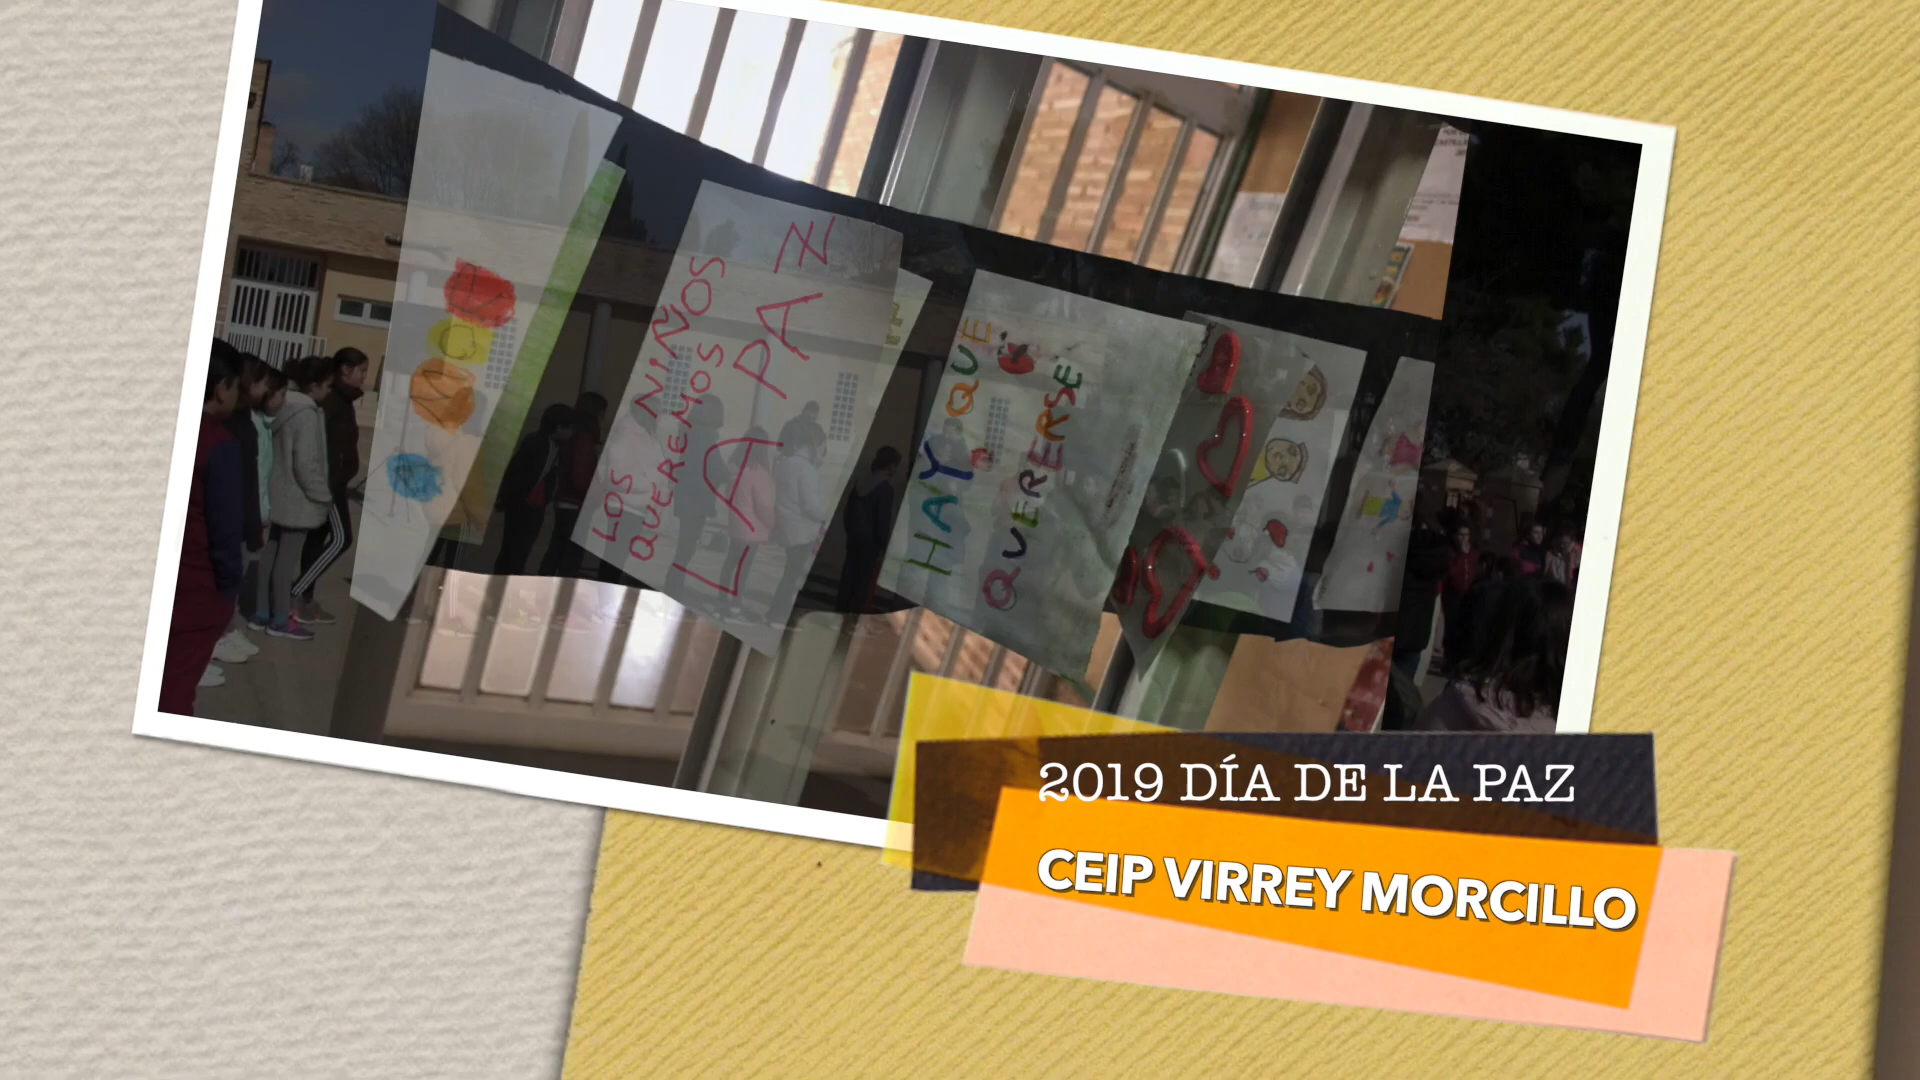 LOS NIÑOS
QUEREMOS
LA PAZ
HAY QUE
QUERERSE
2019 DÍA DE LA PAZ
CEIP VIRREY MORCILLO